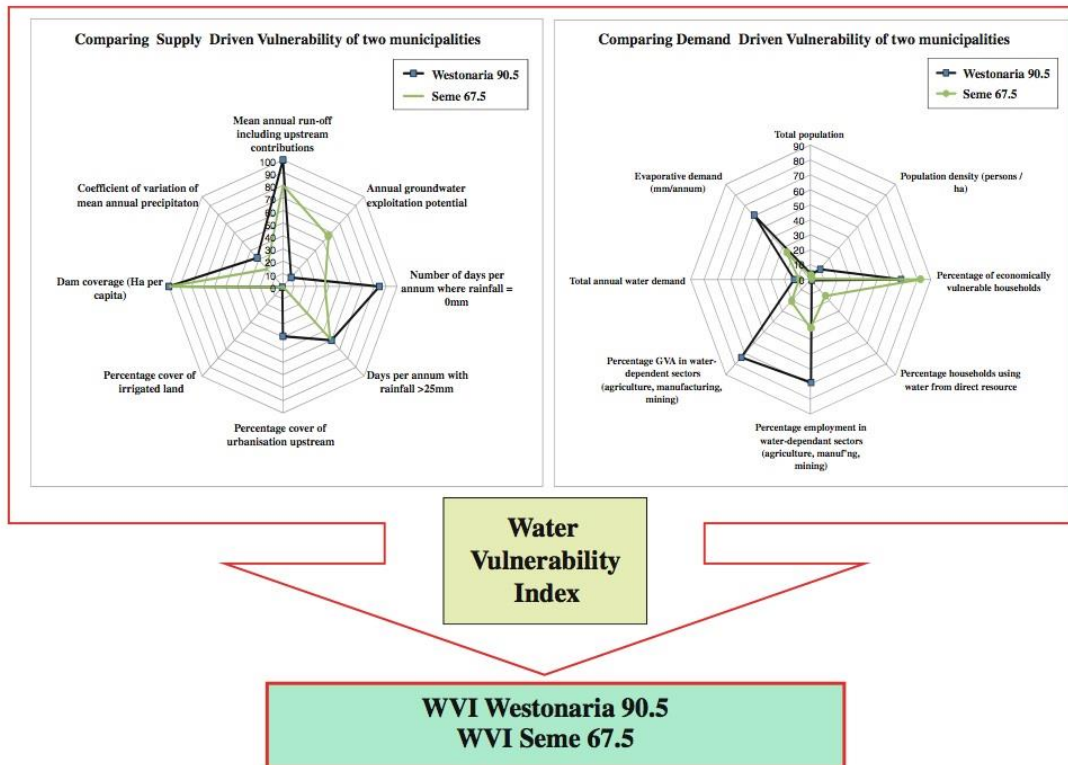 Comparing Supply Driven Vulnerability of two municipalities
Westonaria 90.5
Seme 67.5
Mean annual run-off
including upstream
contributions
100
90
80
70
60
50
40
30
20
10
0
Annual groundwater
exploitation potential
Number of days per
annum where rainfall =
0mm
Days per annum with
rainfall >25mm
Percentage cover of
urbanisation upstream
Percentage cover of
irrigated land
Dam coverage (Ha per
capita)
Coefficient of variation of
mean annual precipitaton
Comparing Demand Driven Vulnerability of two municipalities
Westonaria 90.5
Seme 67.5
Total population
90
80
70
60
50
40
30
20
10
0
Population density (persons /
ha)
Percentage of economically
vulnerable households
Percentage households using
water from direct resource
Percentage employment in
water-dependant sectors
(agriculture, manuf'ng,
mining)
Percentage GVA in water-
dependent sectors
(agriculture, manufacturing,
mining)
Total annual water demand
Evaporative demand
(mm/annum)
Water
Vulnerability
Index
WVI Westonaria 90.5
WVI Seme 67.5